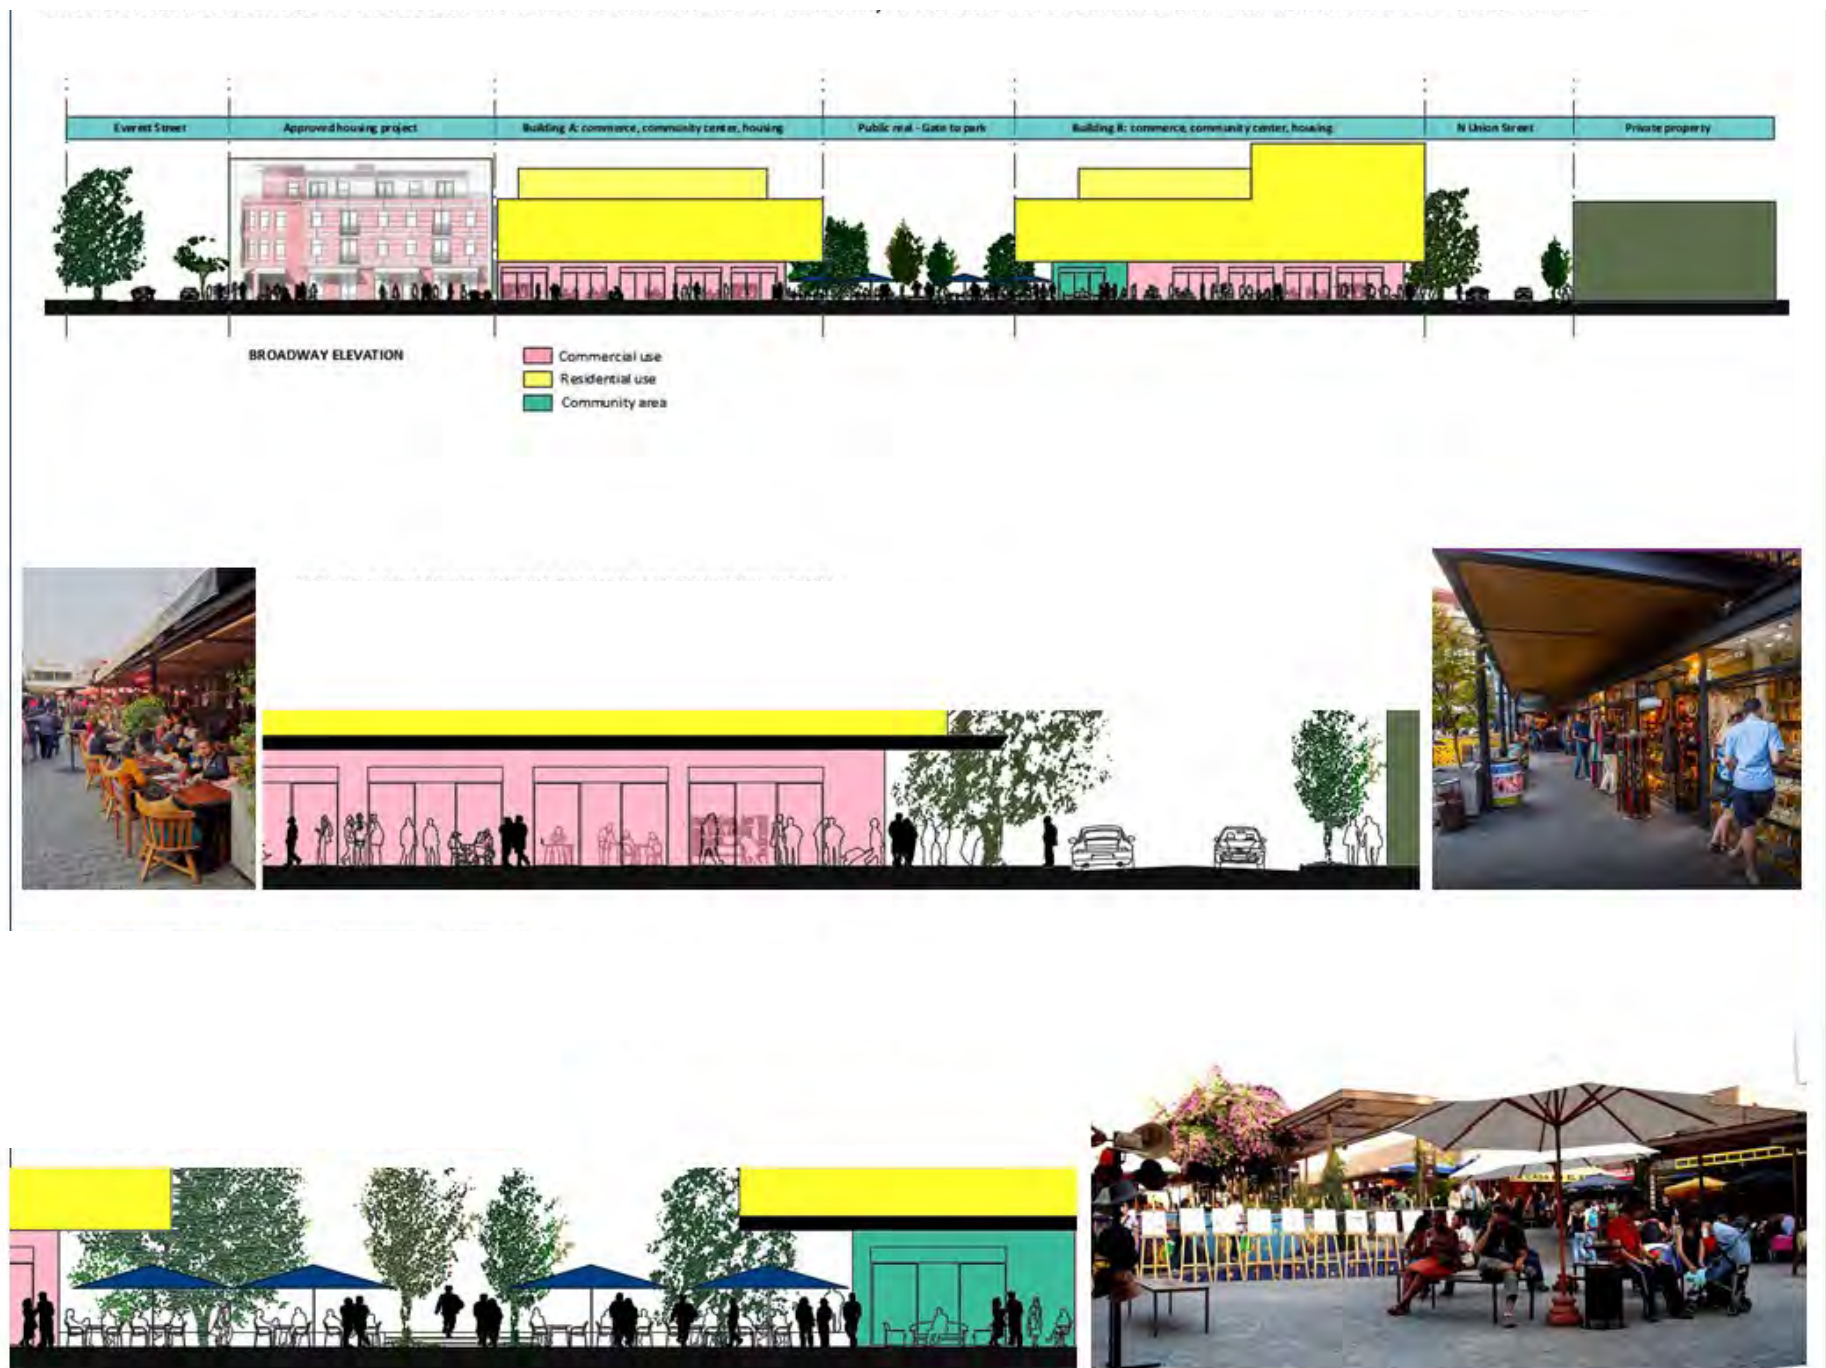 Everest Street
Approved housing project
Building A: commerce, community center, housing
Public real - Gate to park
Building B: commerce, community center, housing
N Union Street
Private property
BROADWAY ELEVATION
Commercial use
Residential use
Community area